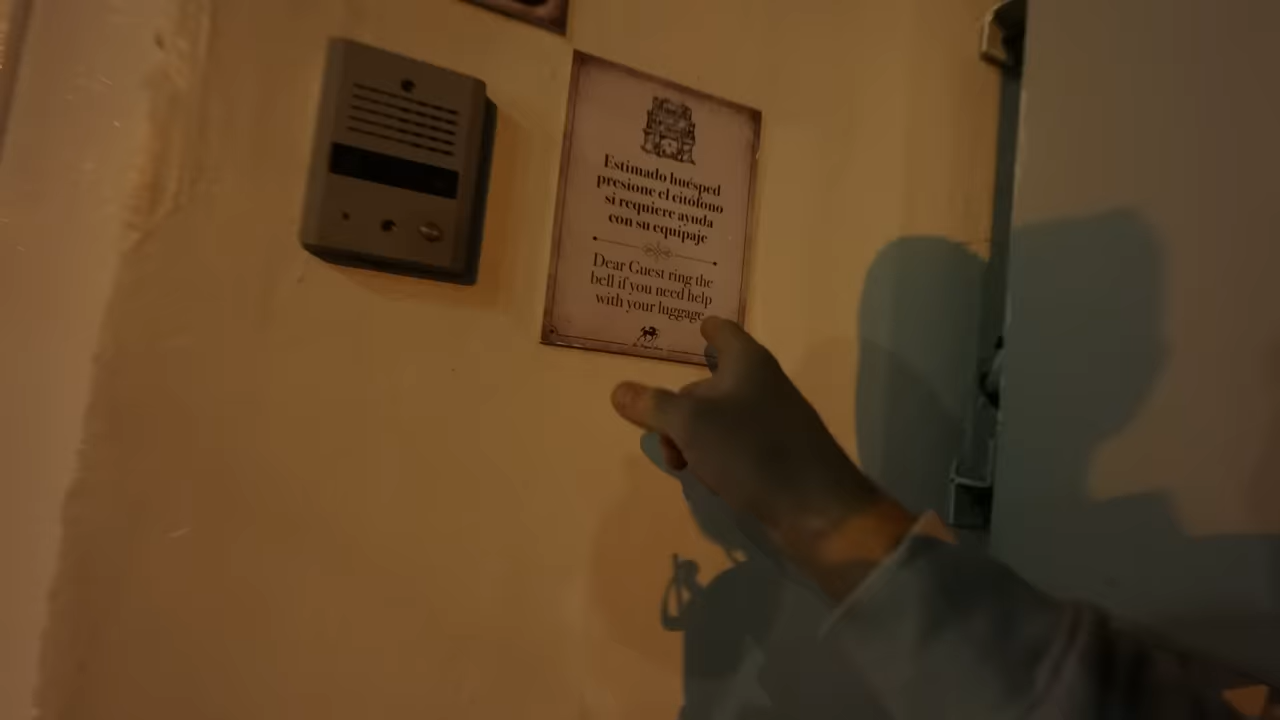 Estimado huésped
presione el citófono
si requiere ayuda
con su equipaje
Dear Guest ring the
bell if you need help
with your luggage